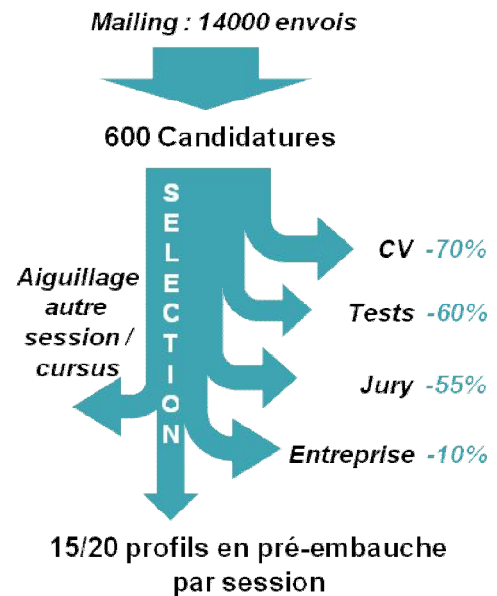 Mailing : 14000 envois
600 Candidatures
SELECTION
CV -70%
Aiguillage
autre
session /
cursus
Tests -60%
Jury -55%
Entreprise -10%
15/20 profils en pré-embauche
par session